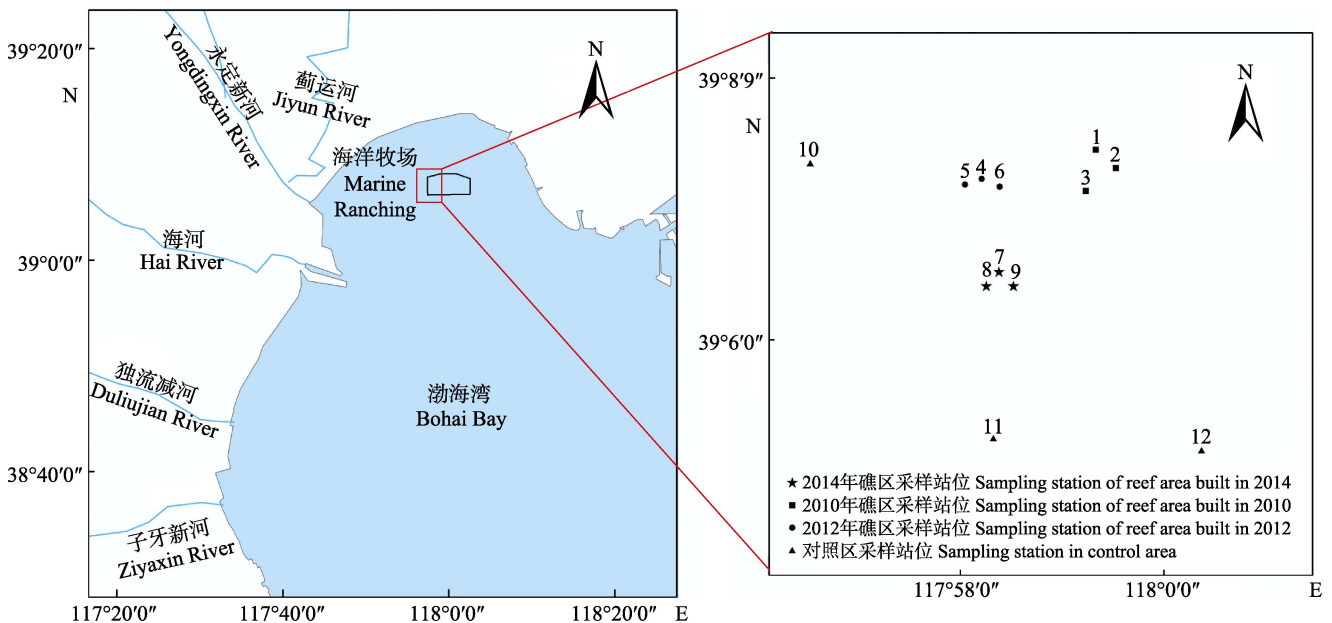 39°20′0″
N
39°0′0″
38°40′0″
117°20′0″
117°40′0″
118°0′0″
118°20′0″
E
永定新河
Yongdingxin River
蓟运河
Jiyun River
N
海洋牧场
Marine
Ranching
海河
Hai River
独流减河
Duliujian River
渤海湾
Bohai Bay
子牙新河
Ziyaxin River
39°8′9″
N
39°6′0″
117°58′0″
118°0′0″
E
N
10
1
2
3
5
4
6
7
8
9
11
12
★ 2014年礁区采样站位 Sampling station of reef area built in 2014
■ 2010年礁区采样站位 Sampling station of reef area built in 2010
● 2012年礁区采样站位 Sampling station of reef area built in 2012
▲ 对照区采样站位 Sampling station in control area